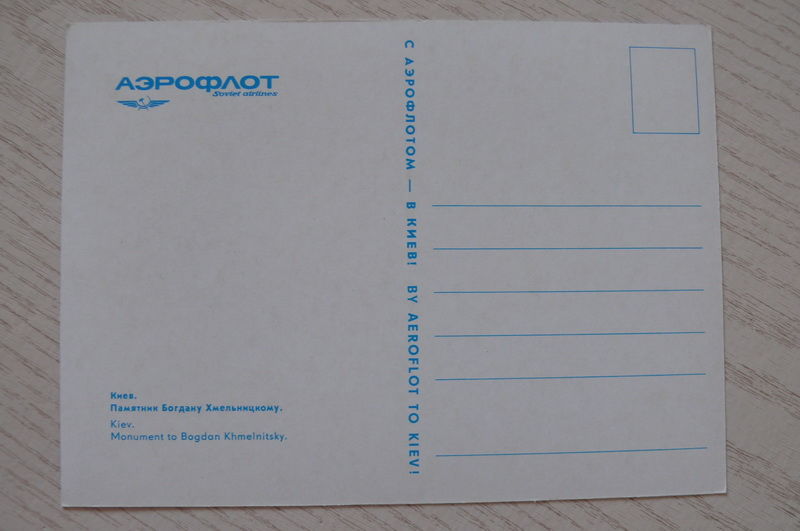 АЭРОФЛОТ
Soviet airlines
С АЭРОФЛОТОМ — В КИЕВ! BY AEROFLOT TO KIEV!
Киев.
Памятник Богдану Хмельницкому.
Kiev.
Monument to Bogdan Khmelnitsky.